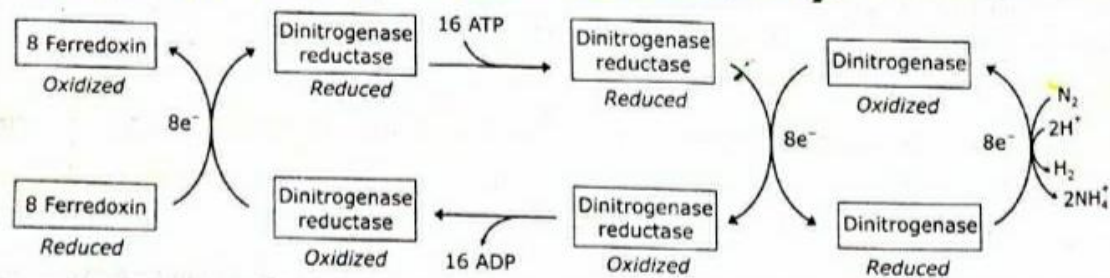 8 Ferredoxin
Oxidized
8e⁻
8 Ferredoxin
Reduced
Dinitrogenase
reductase
Reduced
16 ATP
Dinitrogenase
reductase
Reduced
Dinitrogenase
reductase
Oxidized
16 ADP
Dinitrogenase
reductase
Oxidized
Dinitrogenase
Oxidized
8e⁻
Dinitrogenase
Reduced
8e⁻
N₂
2H⁺
H₂
2NH₄⁺